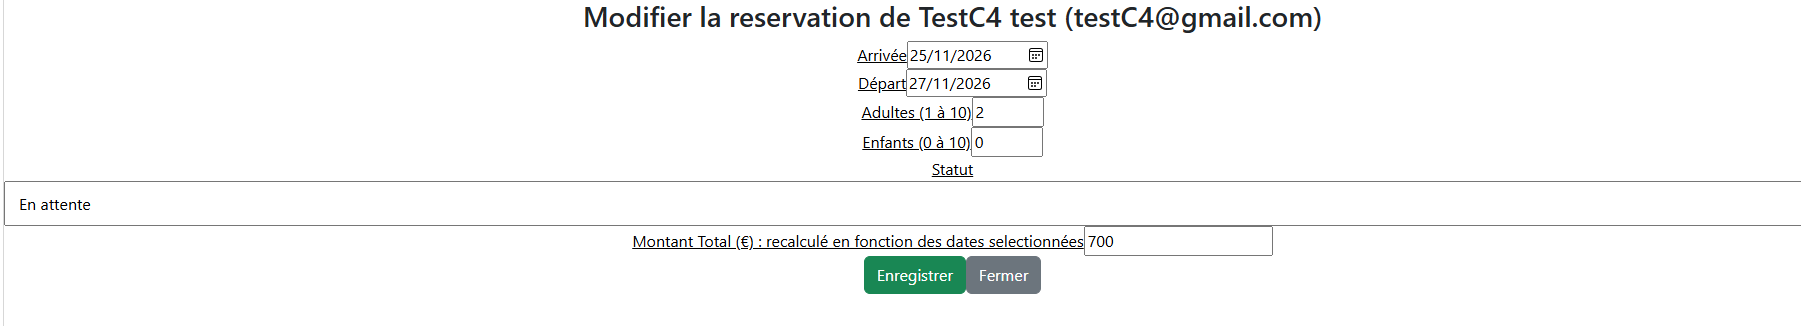 Modifier la reservation de TestC4 test (testC4@gmail.com)
Arrivée 25/11/2026
Départ 27/11/2026
Adultes (1 à 10) 2
Enfants (0 à 10) 0
Statut
En attente
Montant Total (€) : recalculé en fonction des dates selectionnées 700
Enregistrer Fermer